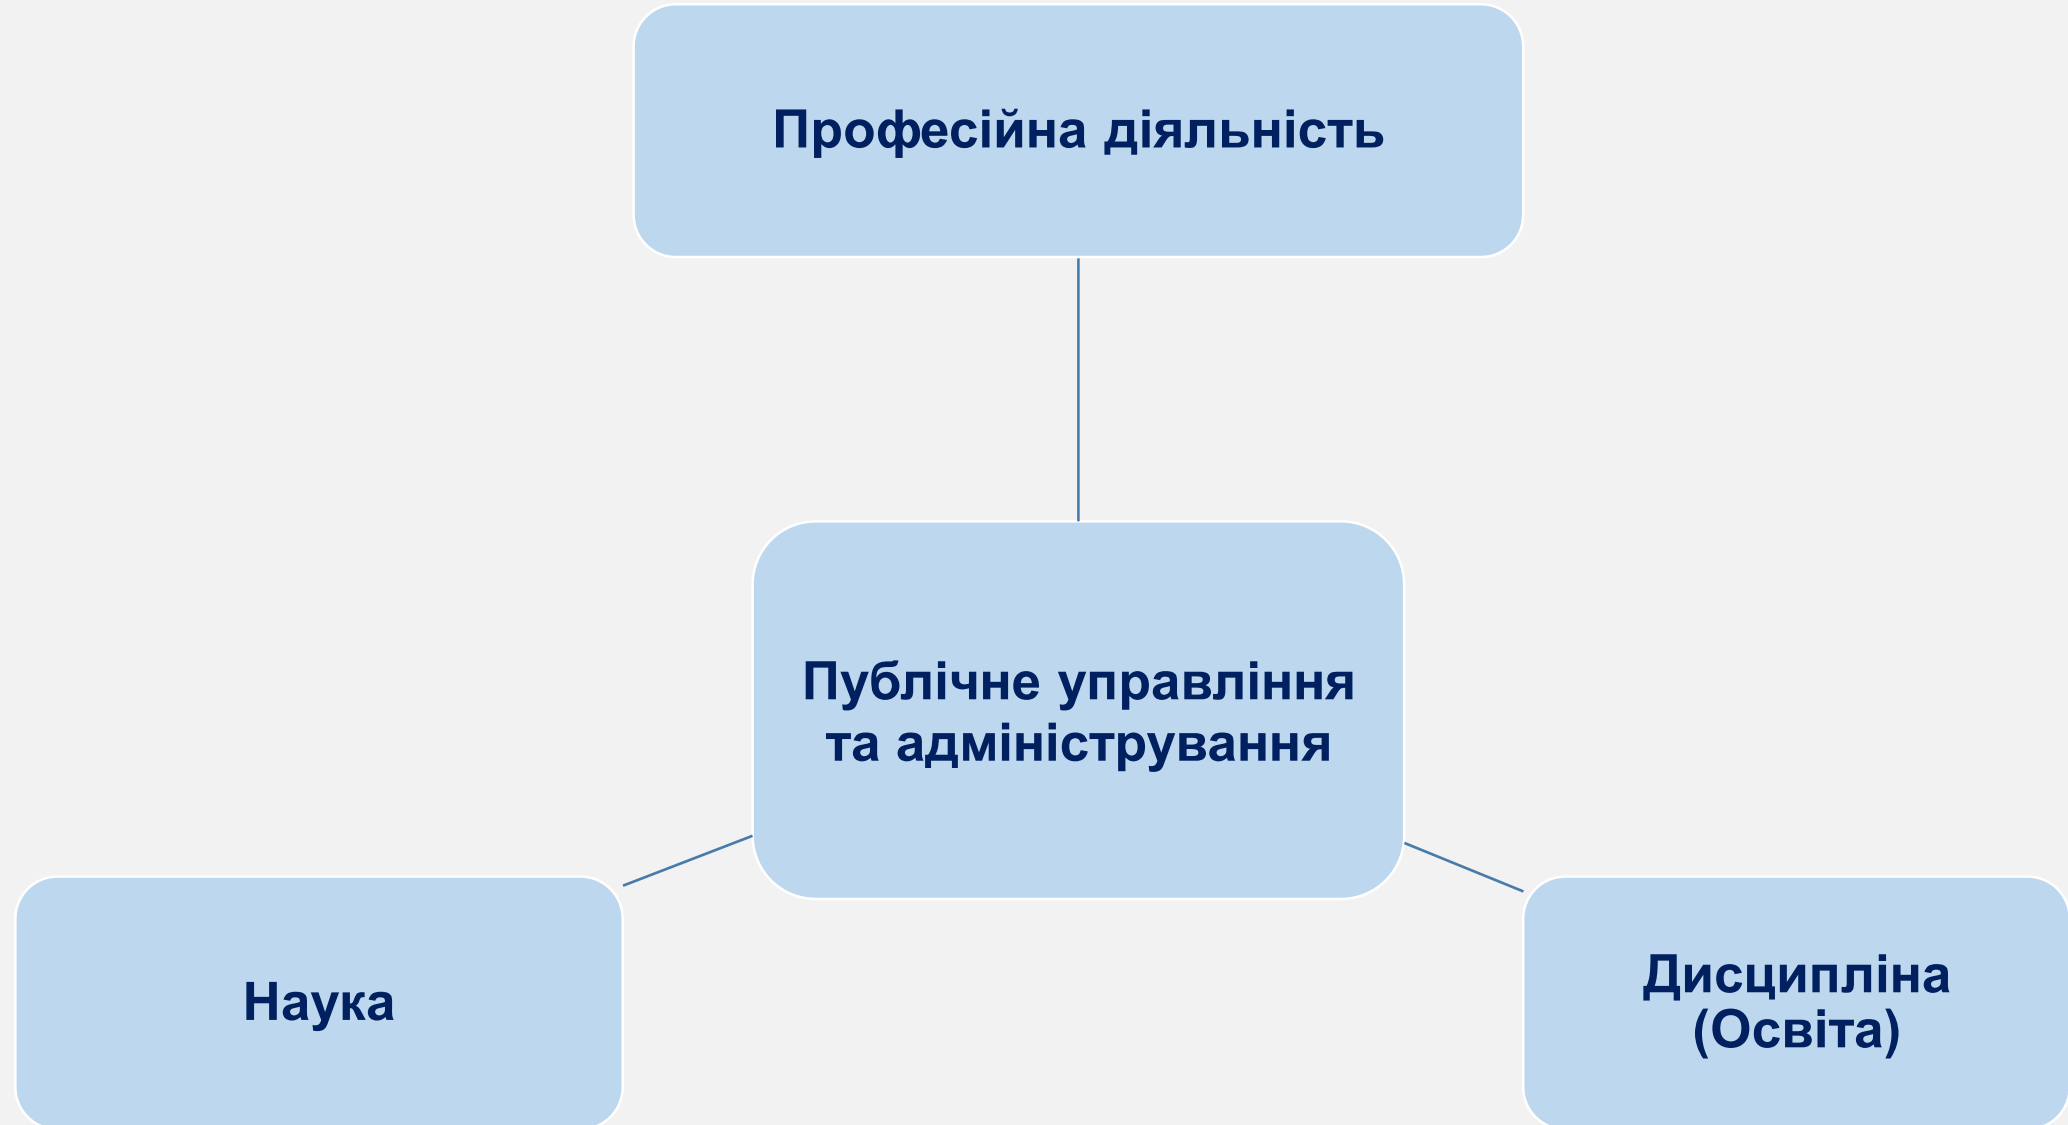 Професійна діяльність
Публічне управління
та адміністрування
Наука
Дисципліна
(Освіта)